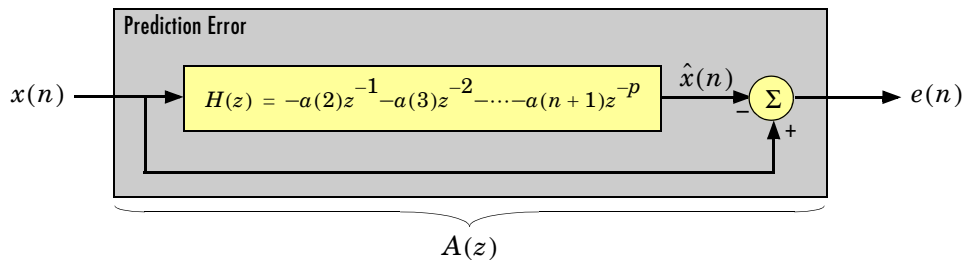 Prediction Error
x(n)
H(z) = −a(2)z^{−1}−a(3)z^{−2}−⋯−a(n+1)z^{−p}
x̂(n)
Σ
e(n)
−
+
A(z)